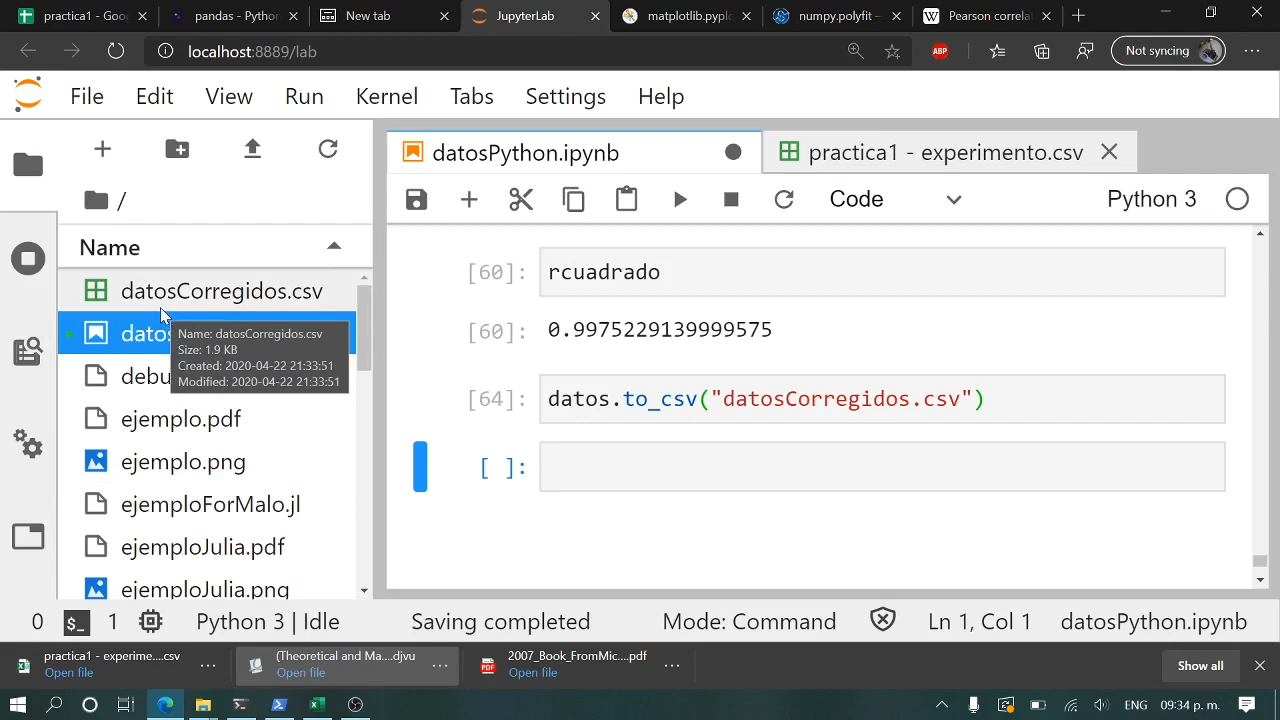 practica1 - Goo
pandas - Python
New tab
JupyterLab
matplotlib.pyplo
numpy.polyfit —
Pearson correlat
localhost:8889/lab
ABP
Not syncing
File Edit View Run Kernel Tabs Settings Help
/
Name
datosCorregidos.csv
datos
debu
ejemplo.pdf
ejemplo.png
ejemploForMalo.jl
ejemploJulia.pdf
ejemploJulia.png
Name: datosCorregidos.csv
Size: 1.9 KB
Created: 2020-04-22 21:33:51
Modified: 2020-04-22 21:33:51
datosPython.ipynb
practica1 - experimento.csv
Code
Python 3
[60]: rcuadrado
[60]: 0.9975229139999575
[64]: datos.to_csv("datosCorregidos.csv")
[ ]:
0 $_ 1 Python 3 | Idle Saving completed Mode: Command Ln 1, Col 1 datosPython.ipynb
practica1 - experime....csv
Open file
(Theoretical and Ma....djvu
Open file
2007_Book_FromMic....pdf
Open file
PDF
Show all
ENG 09:34 p. m.